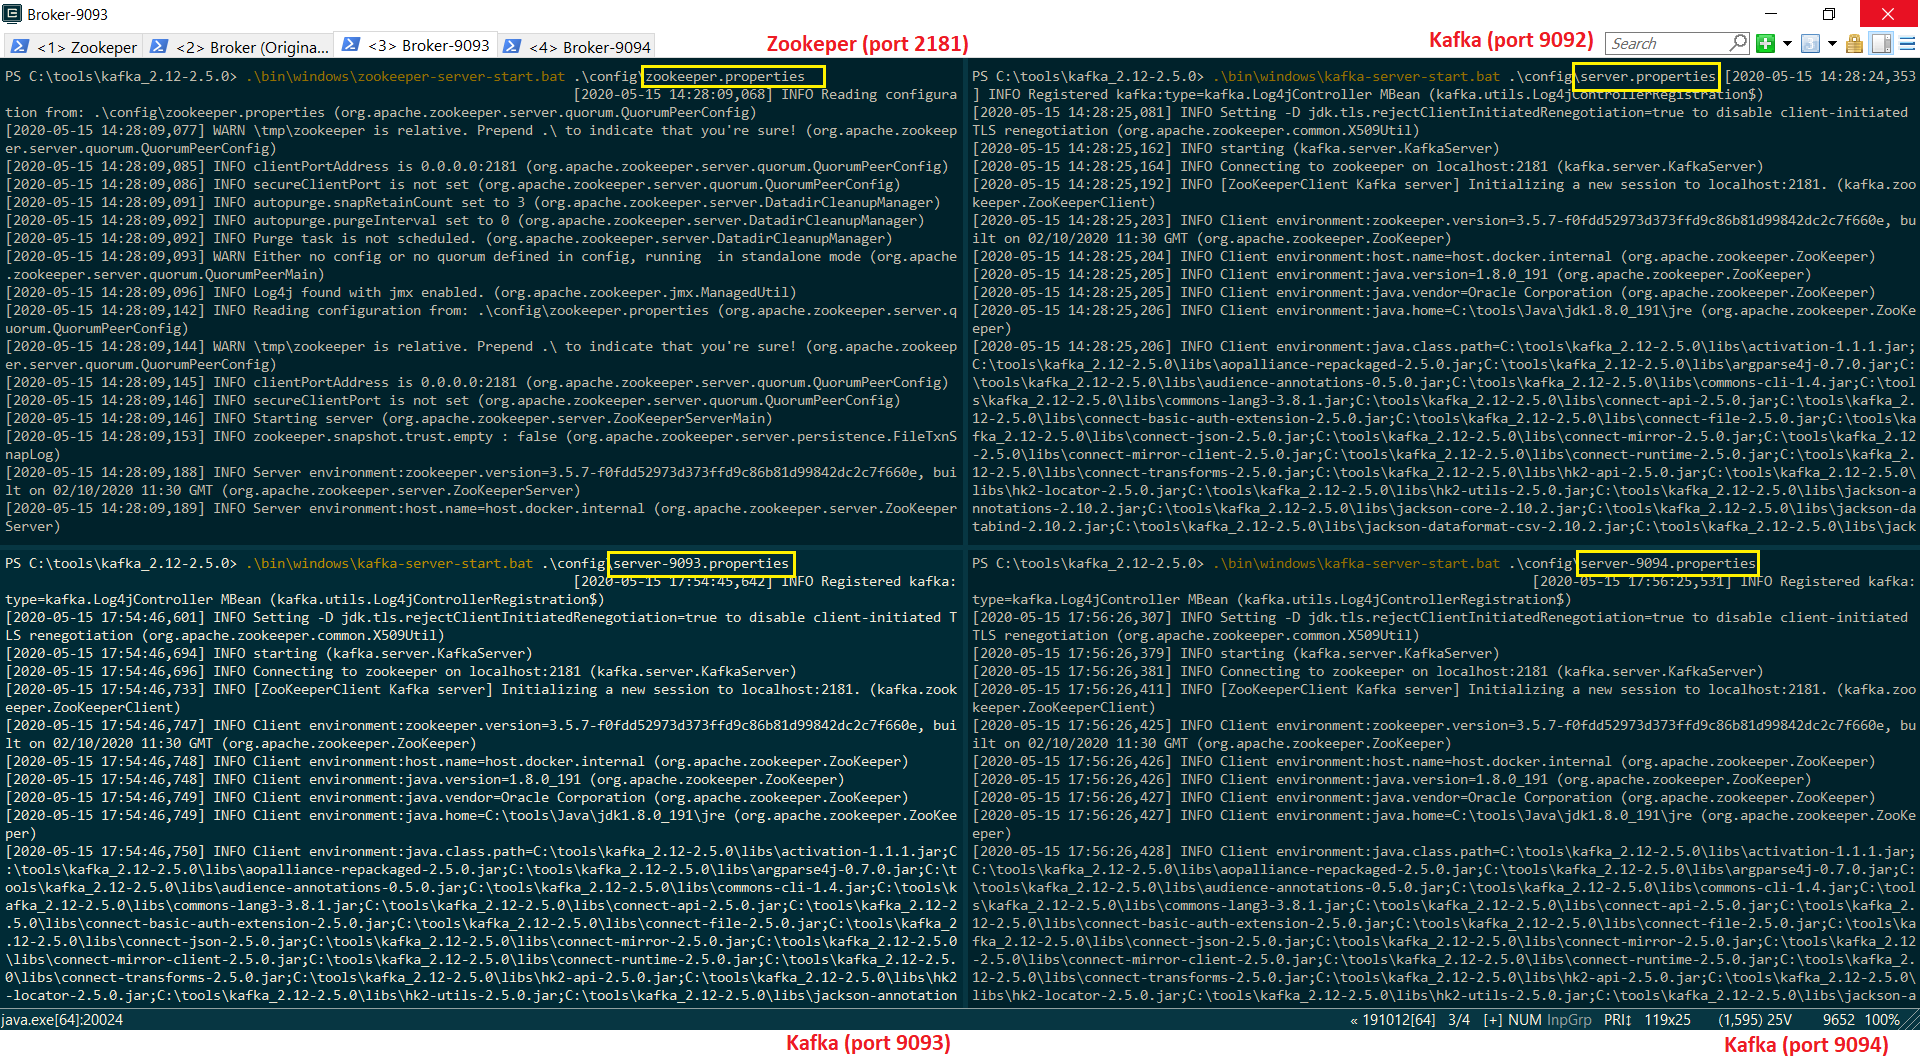 Broker-9093
<1> Zookeper
<2> Broker (Origina...
<3> Broker-9093
<4> Broker-9094
Zookeper (port 2181)
Kafka (port 9092)
Search
PS C:\tools\kafka_2.12-2.5.0> .\bin\windows\zookeeper-server-start.bat .\config\zookeeper.properties
[2020-05-15 14:28:09,068] INFO Reading configura
tion from: .\config\zookeeper.properties (org.apache.zookeeper.server.quorum.QuorumPeerConfig)
[2020-05-15 14:28:09,077] WARN \tmp\zookeeper is relative. Prepend .\ to indicate that you're sure! (org.apache.zookeep
er.server.quorum.QuorumPeerConfig)
[2020-05-15 14:28:09,085] INFO clientPortAddress is 0.0.0.0:2181 (org.apache.zookeeper.server.quorum.QuorumPeerConfig)
[2020-05-15 14:28:09,086] INFO secureClientPort is not set (org.apache.zookeeper.server.quorum.QuorumPeerConfig)
[2020-05-15 14:28:09,091] INFO autopurge.snapRetainCount set to 3 (org.apache.zookeeper.server.DatadirCleanupManager)
[2020-05-15 14:28:09,092] INFO autopurge.purgeInterval set to 0 (org.apache.zookeeper.server.DatadirCleanupManager)
[2020-05-15 14:28:09,092] INFO Purge task is not scheduled. (org.apache.zookeeper.server.DatadirCleanupManager)
[2020-05-15 14:28:09,093] WARN Either no config or no quorum defined in config, running  in standalone mode (org.apache
.zookeeper.server.quorum.QuorumPeerMain)
[2020-05-15 14:28:09,096] INFO Log4j found with jmx enabled. (org.apache.zookeeper.jmx.ManagedUtil)
[2020-05-15 14:28:09,142] INFO Reading configuration from: .\config\zookeeper.properties (org.apache.zookeeper.server.q
uorum.QuorumPeerConfig)
[2020-05-15 14:28:09,144] WARN \tmp\zookeeper is relative. Prepend .\ to indicate that you're sure! (org.apache.zookeep
er.server.quorum.QuorumPeerConfig)
[2020-05-15 14:28:09,145] INFO clientPortAddress is 0.0.0.0:2181 (org.apache.zookeeper.server.quorum.QuorumPeerConfig)
[2020-05-15 14:28:09,146] INFO secureClientPort is not set (org.apache.zookeeper.server.quorum.QuorumPeerConfig)
[2020-05-15 14:28:09,146] INFO Starting server (org.apache.zookeeper.server.ZooKeeperServerMain)
[2020-05-15 14:28:09,153] INFO zookeeper.snapshot.trust.empty : false (org.apache.zookeeper.server.persistence.FileTxnS
napLog)
[2020-05-15 14:28:09,188] INFO Server environment:zookeeper.version=3.5.7-f0fdd52973d373ffd9c86b81d99842dc2c7f660e, bui
lt on 02/10/2020 11:30 GMT (org.apache.zookeeper.server.ZooKeeperServer)
[2020-05-15 14:28:09,189] INFO Server environment:host.name=host.docker.internal (org.apache.zookeeper.server.ZooKeeper
Server)
PS C:\tools\kafka_2.12-2.5.0> .\bin\windows\kafka-server-start.bat .\config\server.properties [2020-05-15 14:28:24,353
] INFO Registered kafka:type=kafka.Log4jController MBean (kafka.utils.Log4jControllerRegistration$)
[2020-05-15 14:28:25,081] INFO Setting -D jdk.tls.rejectClientInitiatedRenegotiation=true to disable client-initiated
TLS renegotiation (org.apache.zookeeper.common.X509Util)
[2020-05-15 14:28:25,162] INFO starting (kafka.server.KafkaServer)
[2020-05-15 14:28:25,164] INFO Connecting to zookeeper on localhost:2181 (kafka.server.KafkaServer)
[2020-05-15 14:28:25,192] INFO [ZooKeeperClient Kafka server] Initializing a new session to localhost:2181. (kafka.zoo
keeper.ZooKeeperClient)
[2020-05-15 14:28:25,203] INFO Client environment:zookeeper.version=3.5.7-f0fdd52973d373ffd9c86b81d99842dc2c7f660e, bu
ilt on 02/10/2020 11:30 GMT (org.apache.zookeeper.ZooKeeper)
[2020-05-15 14:28:25,204] INFO Client environment:host.name=host.docker.internal (org.apache.zookeeper.ZooKeeper)
[2020-05-15 14:28:25,205] INFO Client environment:java.version=1.8.0_191 (org.apache.zookeeper.ZooKeeper)
[2020-05-15 14:28:25,205] INFO Client environment:java.vendor=Oracle Corporation (org.apache.zookeeper.ZooKeeper)
[2020-05-15 14:28:25,206] INFO Client environment:java.home=C:\tools\Java\jdk1.8.0_191\jre (org.apache.zookeeper.ZooKe
eper)
[2020-05-15 14:28:25,206] INFO Client environment:java.class.path=C:\tools\kafka_2.12-2.5.0\libs\activation-1.1.1.jar;
C:\tools\kafka_2.12-2.5.0\libs\aopalliance-repackaged-2.5.0.jar;C:\tools\kafka_2.12-2.5.0\libs\argparse4j-0.7.0.jar;C:
\tools\kafka_2.12-2.5.0\libs\audience-annotations-0.5.0.jar;C:\tools\kafka_2.12-2.5.0\libs\commons-cli-1.4.jar;C:\tool
s\kafka_2.12-2.5.0\libs\commons-lang3-3.8.1.jar;C:\tools\kafka_2.12-2.5.0\libs\connect-api-2.5.0.jar;C:\tools\kafka_2.
12-2.5.0\libs\connect-basic-auth-extension-2.5.0.jar;C:\tools\kafka_2.12-2.5.0\libs\connect-file-2.5.0.jar;C:\tools\ka
fka_2.12-2.5.0\libs\connect-json-2.5.0.jar;C:\tools\kafka_2.12-2.5.0\libs\connect-mirror-2.5.0.jar;C:\tools\kafka_2.12
-2.5.0\libs\connect-mirror-client-2.5.0.jar;C:\tools\kafka_2.12-2.5.0\libs\connect-runtime-2.5.0.jar;C:\tools\kafka_2.
12-2.5.0\libs\connect-transforms-2.5.0.jar;C:\tools\kafka_2.12-2.5.0\libs\hk2-api-2.5.0.jar;C:\tools\kafka_2.12-2.5.0\
libs\hk2-locator-2.5.0.jar;C:\tools\kafka_2.12-2.5.0\libs\hk2-utils-2.5.0.jar;C:\tools\kafka_2.12-2.5.0\libs\jackson-a
nnotations-2.10.2.jar;C:\tools\kafka_2.12-2.5.0\libs\jackson-core-2.10.2.jar;C:\tools\kafka_2.12-2.5.0\libs\jackson-da
tabind-2.10.2.jar;C:\tools\kafka_2.12-2.5.0\libs\jackson-dataformat-csv-2.10.2.jar;C:\tools\kafka_2.12-2.5.0\libs\jack
PS C:\tools\kafka_2.12-2.5.0> .\bin\windows\kafka-server-start.bat .\config\server-9093.properties
[2020-05-15 17:54:45,642] INFO Registered kafka:
type=kafka.Log4jController MBean (kafka.utils.Log4jControllerRegistration$)
[2020-05-15 17:54:46,601] INFO Setting -D jdk.tls.rejectClientInitiatedRenegotiation=true to disable client-initiated T
LS renegotiation (org.apache.zookeeper.common.X509Util)
[2020-05-15 17:54:46,694] INFO starting (kafka.server.KafkaServer)
[2020-05-15 17:54:46,696] INFO Connecting to zookeeper on localhost:2181 (kafka.server.KafkaServer)
[2020-05-15 17:54:46,733] INFO [ZooKeeperClient Kafka server] Initializing a new session to localhost:2181. (kafka.zook
eeper.ZooKeeperClient)
[2020-05-15 17:54:46,747] INFO Client environment:zookeeper.version=3.5.7-f0fdd52973d373ffd9c86b81d99842dc2c7f660e, bui
lt on 02/10/2020 11:30 GMT (org.apache.zookeeper.ZooKeeper)
[2020-05-15 17:54:46,748] INFO Client environment:host.name=host.docker.internal (org.apache.zookeeper.ZooKeeper)
[2020-05-15 17:54:46,748] INFO Client environment:java.version=1.8.0_191 (org.apache.zookeeper.ZooKeeper)
[2020-05-15 17:54:46,749] INFO Client environment:java.vendor=Oracle Corporation (org.apache.zookeeper.ZooKeeper)
[2020-05-15 17:54:46,749] INFO Client environment:java.home=C:\tools\Java\jdk1.8.0_191\jre (org.apache.zookeeper.ZooKee
per)
[2020-05-15 17:54:46,750] INFO Client environment:java.class.path=C:\tools\kafka_2.12-2.5.0\libs\activation-1.1.1.jar;C
:\tools\kafka_2.12-2.5.0\libs\aopalliance-repackaged-2.5.0.jar;C:\tools\kafka_2.12-2.5.0\libs\argparse4j-0.7.0.jar;C:\t
ools\kafka_2.12-2.5.0\libs\audience-annotations-0.5.0.jar;C:\tools\kafka_2.12-2.5.0\libs\commons-cli-1.4.jar;C:\tools\k
afka_2.12-2.5.0\libs\commons-lang3-3.8.1.jar;C:\tools\kafka_2.12-2.5.0\libs\connect-api-2.5.0.jar;C:\tools\kafka_2.12-2
.5.0\libs\connect-basic-auth-extension-2.5.0.jar;C:\tools\kafka_2.12-2.5.0\libs\connect-file-2.5.0.jar;C:\tools\kafka_2
.12-2.5.0\libs\connect-json-2.5.0.jar;C:\tools\kafka_2.12-2.5.0\libs\connect-mirror-2.5.0.jar;C:\tools\kafka_2.12-2.5.0
\libs\connect-mirror-client-2.5.0.jar;C:\tools\kafka_2.12-2.5.0\libs\connect-runtime-2.5.0.jar;C:\tools\kafka_2.12-2.5.
0\libs\connect-transforms-2.5.0.jar;C:\tools\kafka_2.12-2.5.0\libs\hk2-api-2.5.0.jar;C:\tools\kafka_2.12-2.5.0\libs\hk2
-locator-2.5.0.jar;C:\tools\kafka_2.12-2.5.0\libs\hk2-utils-2.5.0.jar;C:\tools\kafka_2.12-2.5.0\libs\jackson-annotation
PS C:\tools\kafka_2.12-2.5.0> .\bin\windows\kafka-server-start.bat .\config\server-9094.properties
[2020-05-15 17:56:25,531] INFO Registered kafka:
type=kafka.Log4jController MBean (kafka.utils.Log4jControllerRegistration$)
[2020-05-15 17:56:26,307] INFO Setting -D jdk.tls.rejectClientInitiatedRenegotiation=true to disable client-initiated
TLS renegotiation (org.apache.zookeeper.common.X509Util)
[2020-05-15 17:56:26,379] INFO starting (kafka.server.KafkaServer)
[2020-05-15 17:56:26,381] INFO Connecting to zookeeper on localhost:2181 (kafka.server.KafkaServer)
[2020-05-15 17:56:26,411] INFO [ZooKeeperClient Kafka server] Initializing a new session to localhost:2181. (kafka.zoo
keeper.ZooKeeperClient)
[2020-05-15 17:56:26,425] INFO Client environment:zookeeper.version=3.5.7-f0fdd52973d373ffd9c86b81d99842dc2c7f660e, bu
ilt on 02/10/2020 11:30 GMT (org.apache.zookeeper.ZooKeeper)
[2020-05-15 17:56:26,426] INFO Client environment:host.name=host.docker.internal (org.apache.zookeeper.ZooKeeper)
[2020-05-15 17:56:26,426] INFO Client environment:java.version=1.8.0_191 (org.apache.zookeeper.ZooKeeper)
[2020-05-15 17:56:26,427] INFO Client environment:java.vendor=Oracle Corporation (org.apache.zookeeper.ZooKeeper)
[2020-05-15 17:56:26,427] INFO Client environment:java.home=C:\tools\Java\jdk1.8.0_191\jre (org.apache.zookeeper.ZooKe
eper)
[2020-05-15 17:56:26,428] INFO Client environment:java.class.path=C:\tools\kafka_2.12-2.5.0\libs\activation-1.1.1.jar;
C:\tools\kafka_2.12-2.5.0\libs\aopalliance-repackaged-2.5.0.jar;C:\tools\kafka_2.12-2.5.0\libs\argparse4j-0.7.0.jar;C:
\tools\kafka_2.12-2.5.0\libs\audience-annotations-0.5.0.jar;C:\tools\kafka_2.12-2.5.0\libs\commons-cli-1.4.jar;C:\tool
s\kafka_2.12-2.5.0\libs\commons-lang3-3.8.1.jar;C:\tools\kafka_2.12-2.5.0\libs\connect-api-2.5.0.jar;C:\tools\kafka_2.
12-2.5.0\libs\connect-basic-auth-extension-2.5.0.jar;C:\tools\kafka_2.12-2.5.0\libs\connect-file-2.5.0.jar;C:\tools\ka
fka_2.12-2.5.0\libs\connect-json-2.5.0.jar;C:\tools\kafka_2.12-2.5.0\libs\connect-mirror-2.5.0.jar;C:\tools\kafka_2.12
-2.5.0\libs\connect-mirror-client-2.5.0.jar;C:\tools\kafka_2.12-2.5.0\libs\connect-runtime-2.5.0.jar;C:\tools\kafka_2.
12-2.5.0\libs\connect-transforms-2.5.0.jar;C:\tools\kafka_2.12-2.5.0\libs\hk2-api-2.5.0.jar;C:\tools\kafka_2.12-2.5.0\
libs\hk2-locator-2.5.0.jar;C:\tools\kafka_2.12-2.5.0\libs\hk2-utils-2.5.0.jar;C:\tools\kafka_2.12-2.5.0\libs\jackson-a
java.exe[64]:20024
« 191012[64] 3/4 [+] NUM InpGrp PRI↕ 119x25 (1,595) 25V 9652 100%
Kafka (port 9093)
Kafka (port 9094)